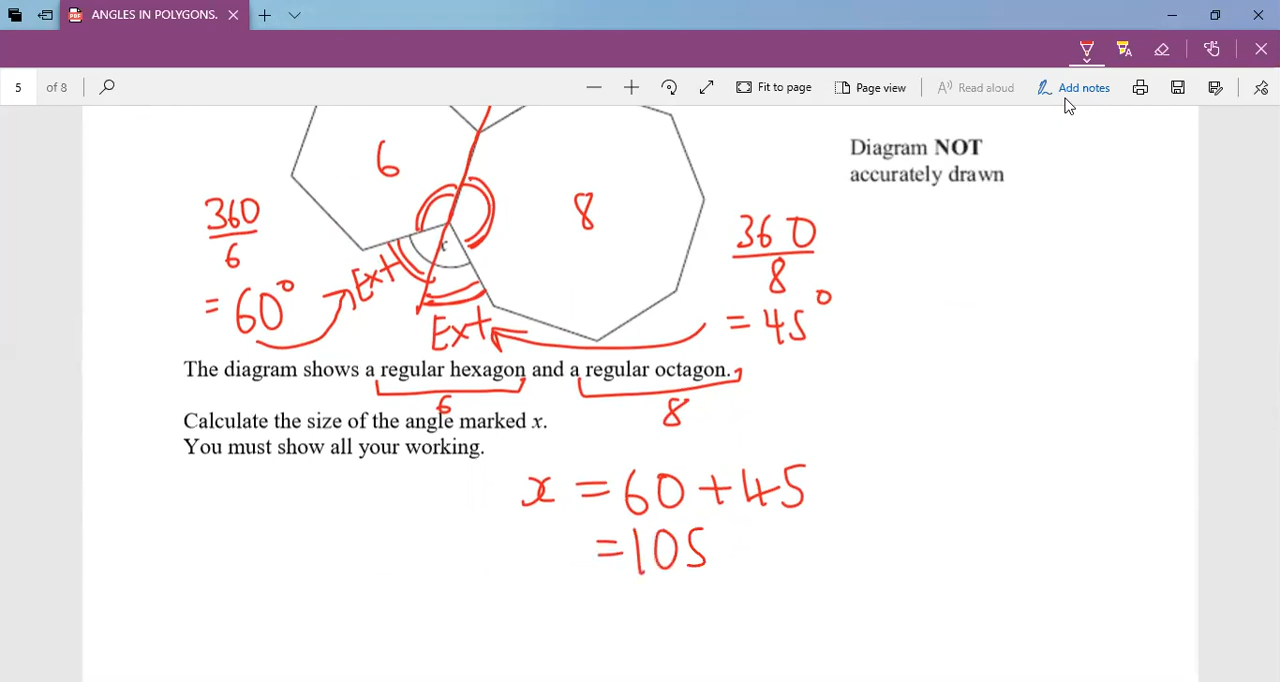 ANGLES IN POLYGONS.
5 of 8
Fit to page
Page view
Read aloud
Add notes
Diagram NOT
accurately drawn
6
8
360
6
= 60°
Ext
x
Ext
360
8
= 45°
The diagram shows a regular hexagon and a regular octagon.
6
8
Calculate the size of the angle marked x.
You must show all your working.
x = 60 + 45
= 105